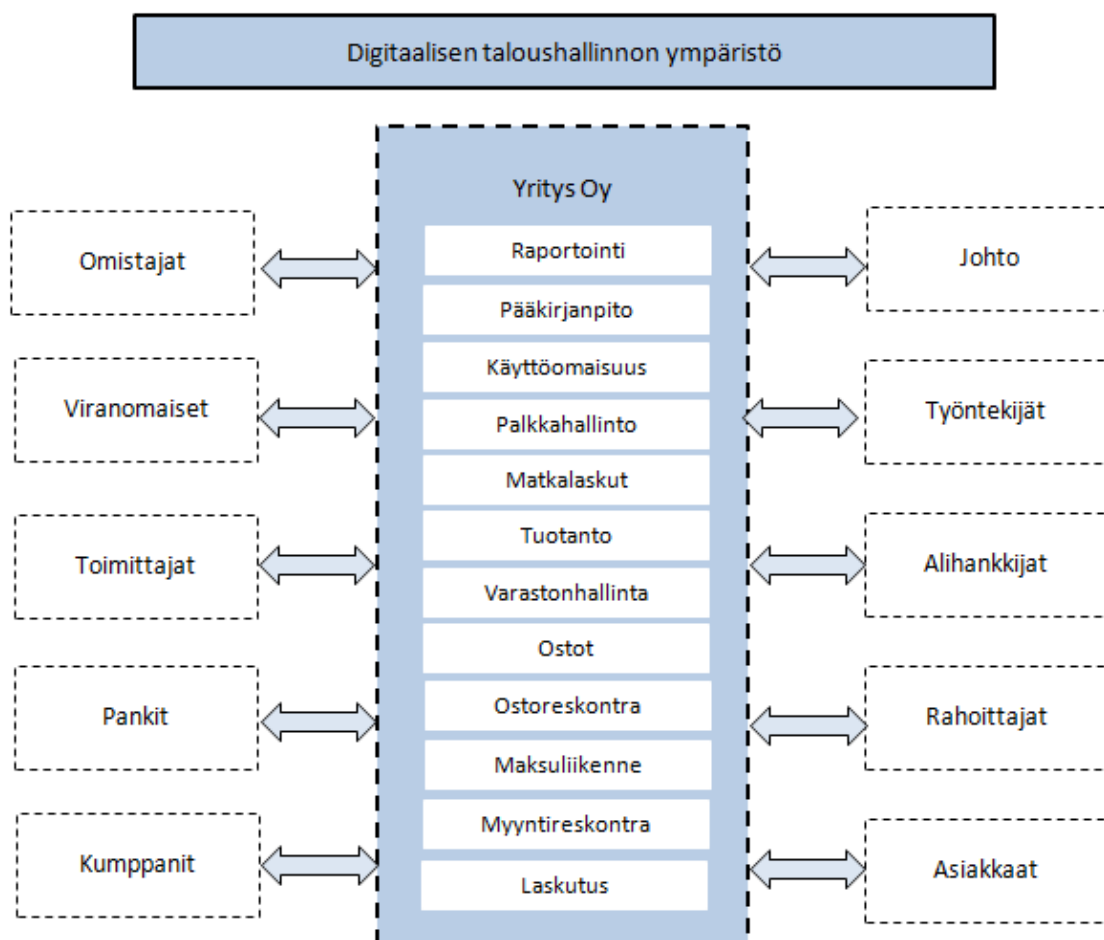 Digitaalisen taloushallinnon ympäristö
Yritys Oy
Omistajat
Viranomaiset
Toimittajat
Pankit
Kumppanit
Raportointi
Pääkirjanpito
Käyttöomaisuus
Palkkahallinto
Matkalaskut
Tuotanto
Varastonhallinta
Ostot
Ostoreskontra
Maksuliikenne
Myyntireskontra
Laskutus
Johto
Työntekijät
Alihankkijat
Rahoittajat
Asiakkaat